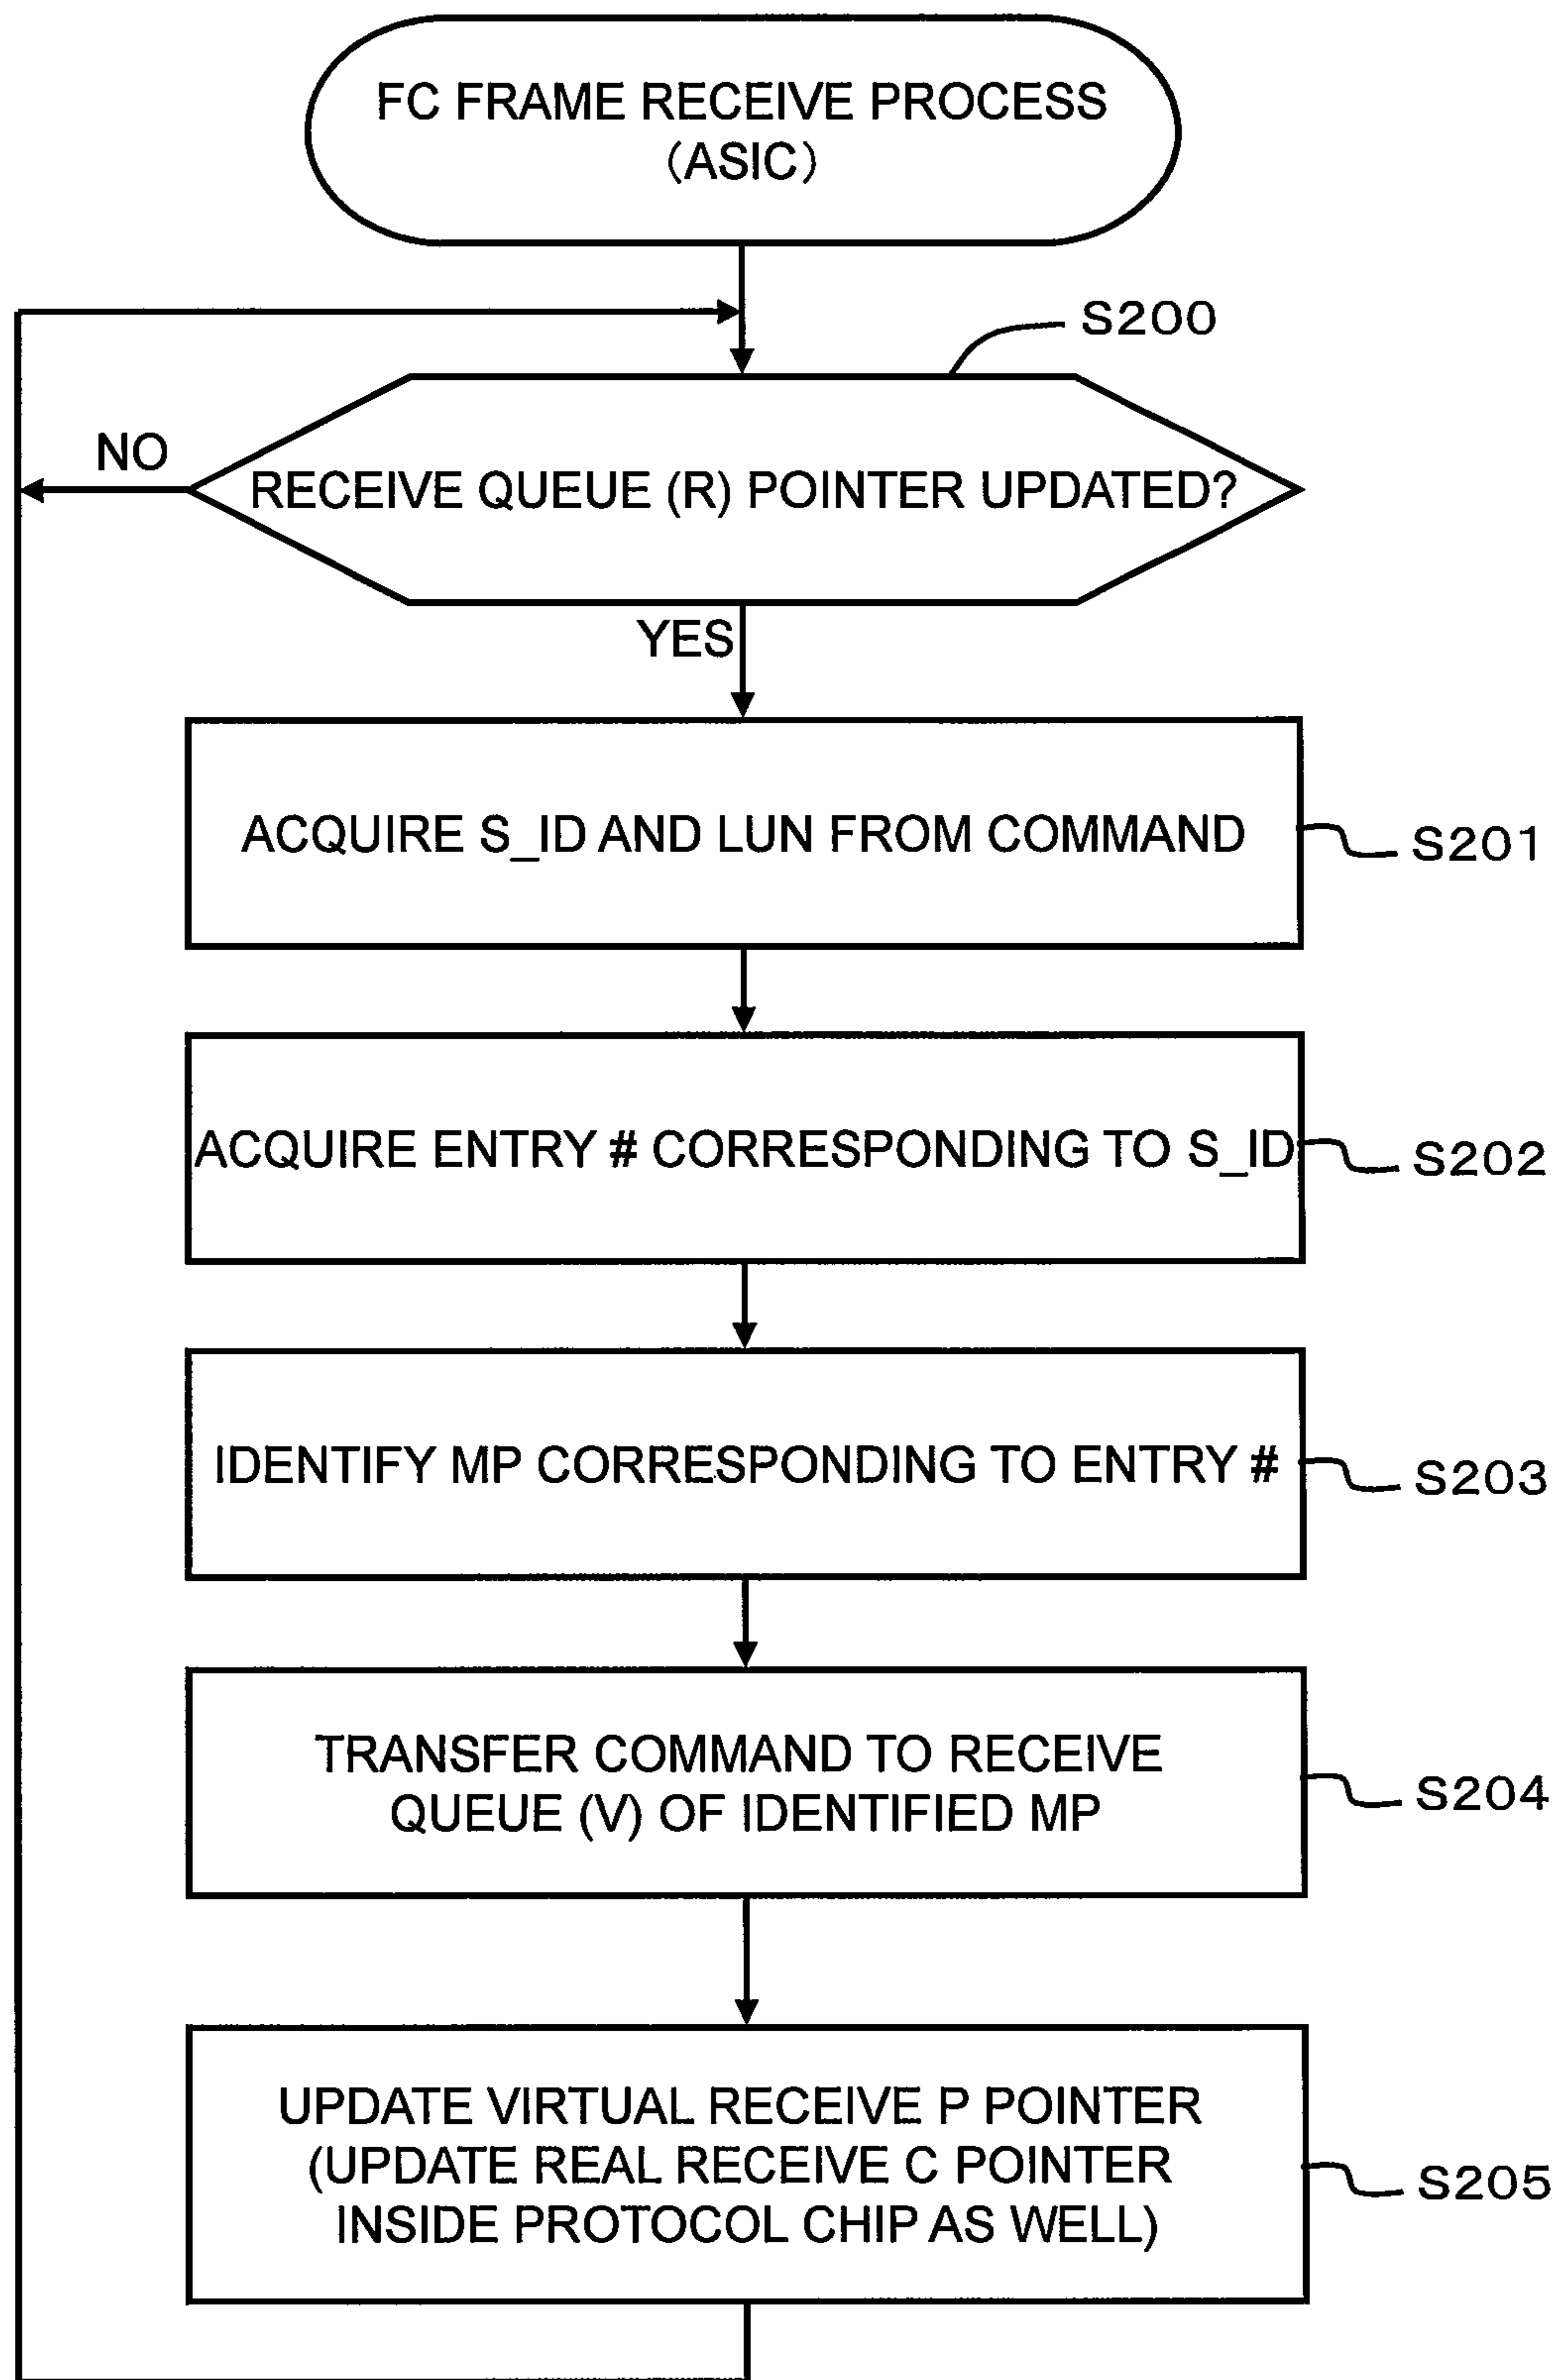 FC FRAME RECEIVE PROCESS
(ASIC)
S200
NO
RECEIVE QUEUE (R) POINTER UPDATED?
YES
ACQUIRE S_ID AND LUN FROM COMMAND
S201
ACQUIRE ENTRY # CORRESPONDING TO S_ID
S202
IDENTIFY MP CORRESPONDING TO ENTRY #
S203
TRANSFER COMMAND TO RECEIVE
QUEUE (V) OF IDENTIFIED MP
S204
UPDATE VIRTUAL RECEIVE P POINTER
(UPDATE REAL RECEIVE C POINTER
INSIDE PROTOCOL CHIP AS WELL)
S205